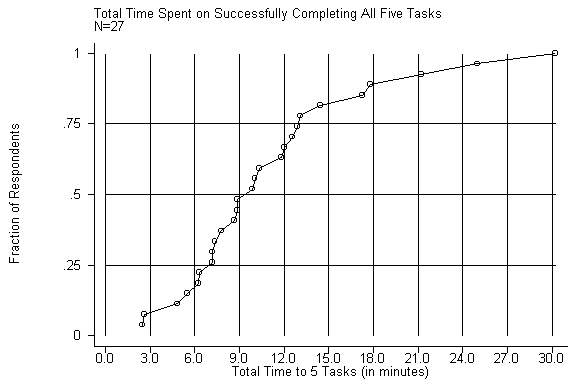 Total Time Spent on Successfully Completing All Five Tasks
N=27
1
.75
.5
.25
0
Fraction of Respondents
0.0 3.0 6.0 9.0 12.0 15.0 18.0 21.0 24.0 27.0 30.0
Total Time to 5 Tasks (in minutes)